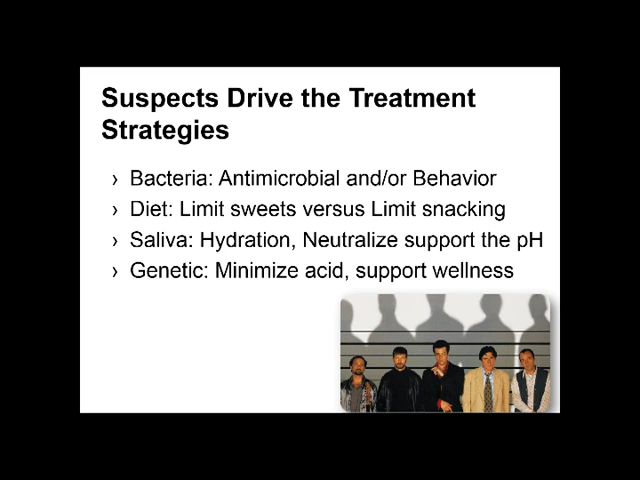 Suspects Drive the Treatment
Strategies
› Bacteria: Antimicrobial and/or Behavior
› Diet: Limit sweets versus Limit snacking
› Saliva: Hydration, Neutralize support the pH
› Genetic: Minimize acid, support wellness